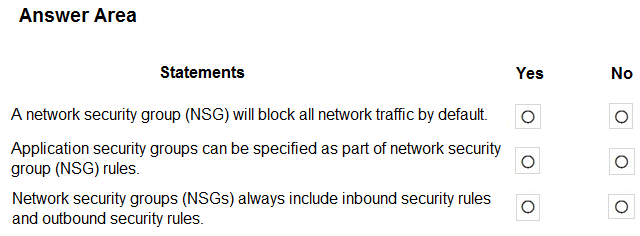 Answer Area
Statements Yes No
A network security group (NSG) will block all network traffic by default.
Application security groups can be specified as part of network security
group (NSG) rules.
Network security groups (NSGs) always include inbound security rules
and outbound security rules.